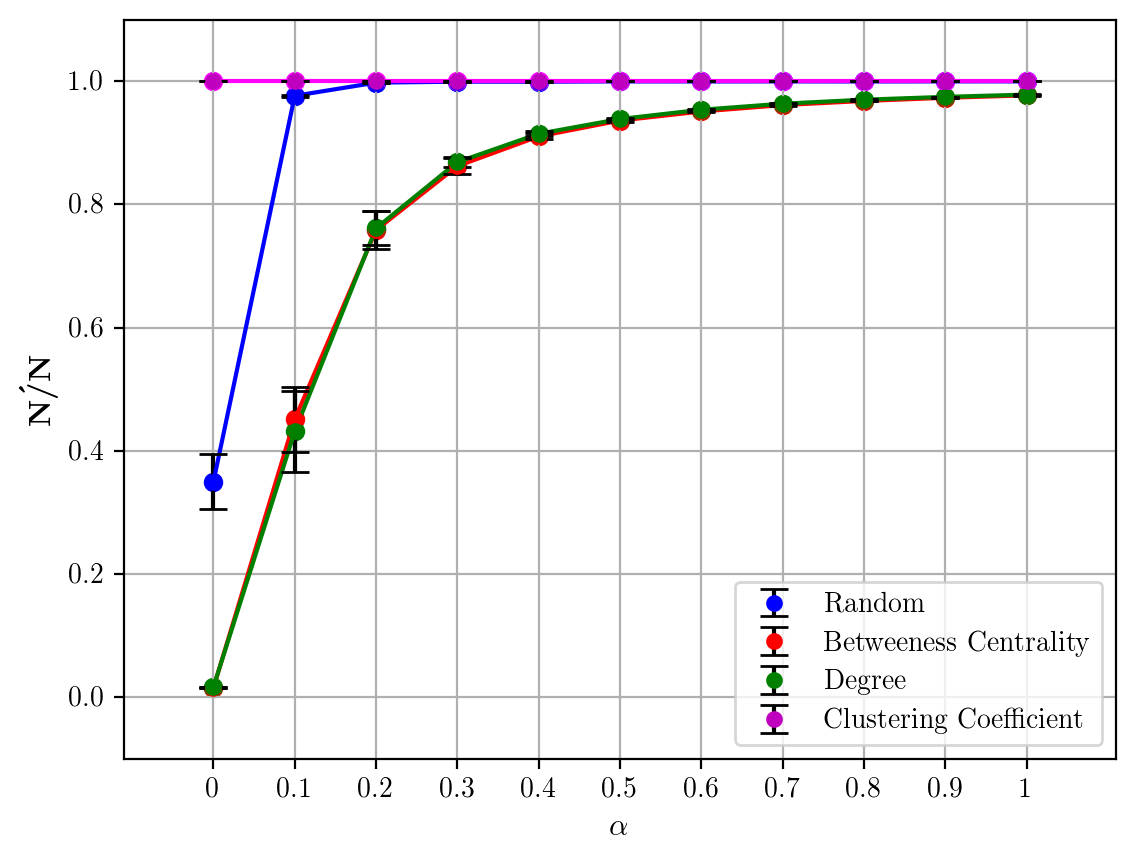 1.0
0.8
0.6
0.4
0.2
0.0
N´/N
0 0.1 0.2 0.3 0.4 0.5 0.6 0.7 0.8 0.9 1
α
Random
Betweeness Centrality
Degree
Clustering Coefficient